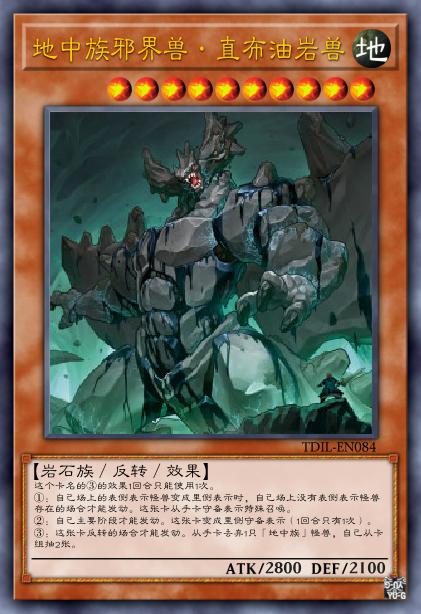 地中族邪界兽・直布油岩兽 地
TDIL-EN084
【岩石族／反转／效果】
这个卡名的③的效果1回合只能使用1次。
①：自己场上的表侧表示怪兽变成里侧表示时，自己场上没有表侧表示怪兽
存在的场合才能发动。这张卡从手卡守备表示特殊召唤。
②：自己主要阶段才能发动。这张卡变成里侧守备表示（1回合只有1次）。
③：这张卡反转的场合才能发动。从手卡丢弃1只「地中族」怪兽，自己从卡
组抽2张。
ATK/2800 DEF/2100